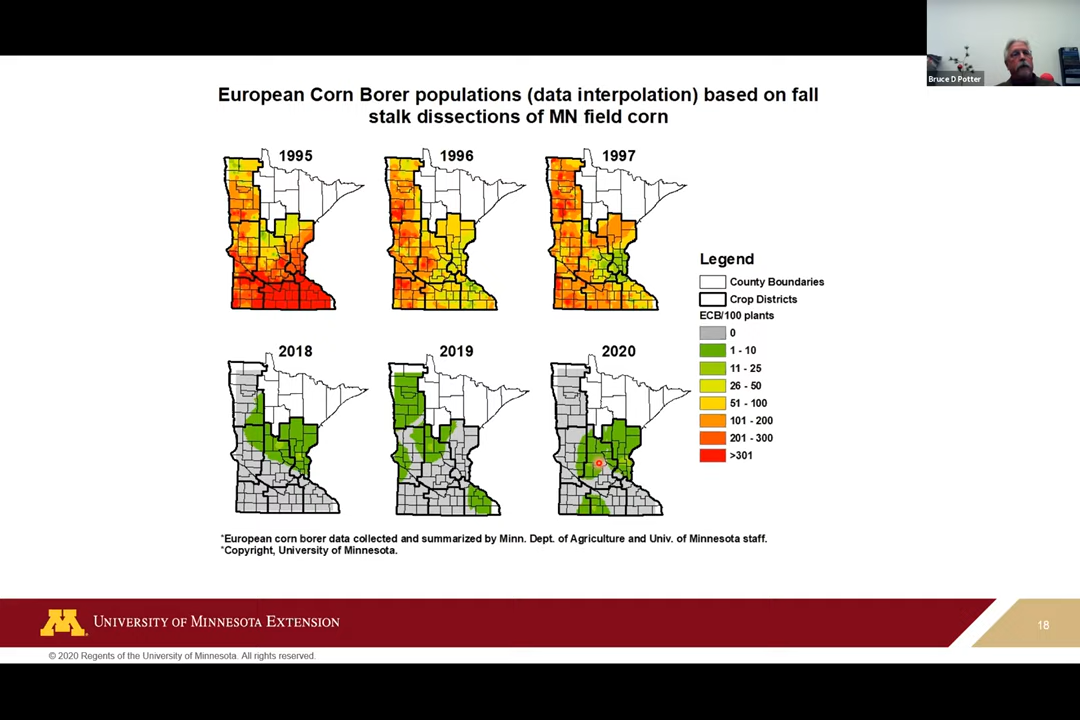 Bruce D Potter
European Corn Borer populations (data interpolation) based on fall
stalk dissections of MN field corn
1995
1996
1997
Legend
County Boundaries
Crop Districts
ECB/100 plants
0
1 - 10
11 - 25
26 - 50
51 - 100
101 - 200
201 - 300
>301
2018
2019
2020
*European corn borer data collected and summarized by Minn. Dept. of Agriculture and Univ. of Minnesota staff.
*Copyright, University of Minnesota.
M
UNIVERSITY OF MINNESOTA EXTENSION
18
© 2020 Regents of the University of Minnesota. All rights reserved.